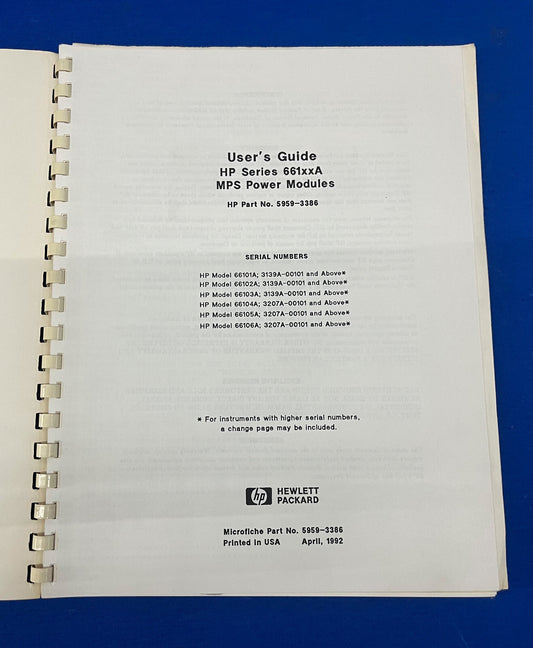 User's Guide
HP Series 661xxA
MPS Power Modules
HP Part No. 5959-3386
SERIAL NUMBERS
HP Model 66101A; 3139A-00101 and Above*
HP Model 66102A; 3139A-00101 and Above*
HP Model 66103A; 3139A-00101 and Above*
HP Model 66104A; 3207A-00101 and Above*
HP Model 66105A; 3207A-00101 and Above*
HP Model 66106A; 3207A-00101 and Above*
* For instruments with higher serial numbers,
a change page may be included.
hp HEWLETT
PACKARD
Microfiche Part No. 5959-3386
Printed in USA April, 1992